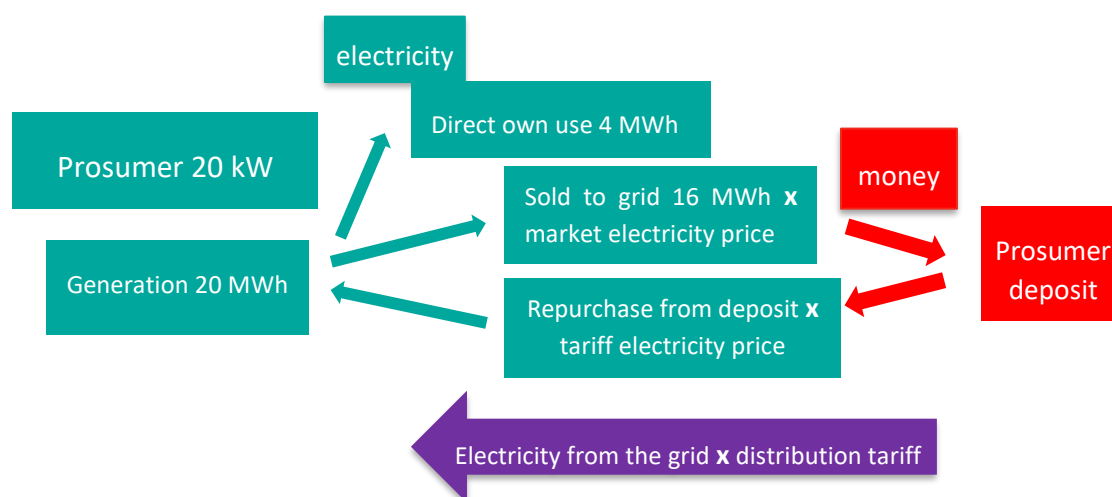 electricity
Direct own use 4 MWh
Prosumer 20 kW
Sold to grid 16 MWh x
market electricity price
money
Generation 20 MWh
Prosumer
deposit
Repurchase from deposit x
tariff electricity price
Electricity from the grid x distribution tariff